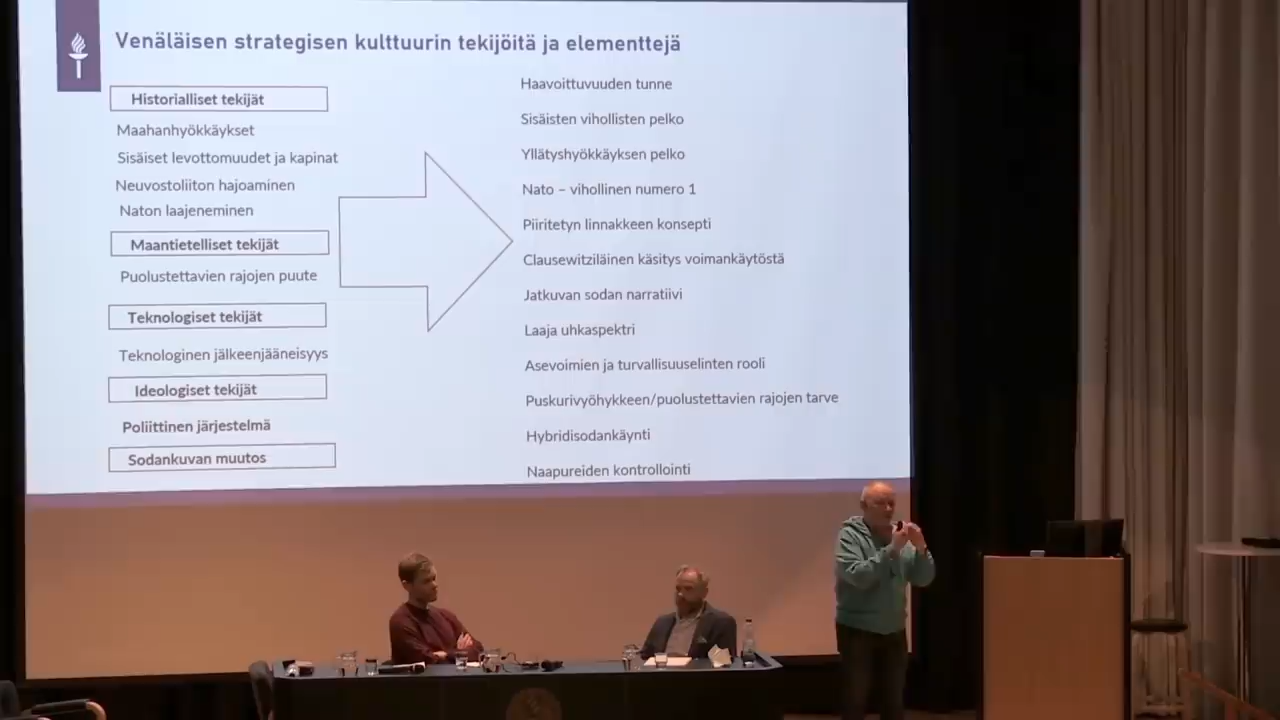 Venäläisen strategisen kulttuurin tekijöitä ja elementtejä
Historialliset tekijät
Maahanhyökkäykset
Sisäiset levottomuudet ja kapinat
Neuvostoliiton hajoaminen
Naton laajeneminen
Maantietelliset tekijät
Puolustettavien rajojen puute
Teknologiset tekijät
Teknologinen jälkeenjääneisyys
Ideologiset tekijät
Poliittinen järjestelmä
Sodankuvan muutos
Haavoittuvuuden tunne
Sisäisten vihollisten pelko
Yllätyshyökkäyksen pelko
Nato – vihollinen numero 1
Piiritetyn linnakkeen konsepti
Clausewitziläinen käsitys voimankäytöstä
Jatkuvan sodan narratiivi
Laaja uhkaspektri
Asevoimien ja turvallisuuselinten rooli
Puskurivyöhykkeen/puolustettavien rajojen tarve
Hybridisodankäynti
Naapureiden kontrollointi